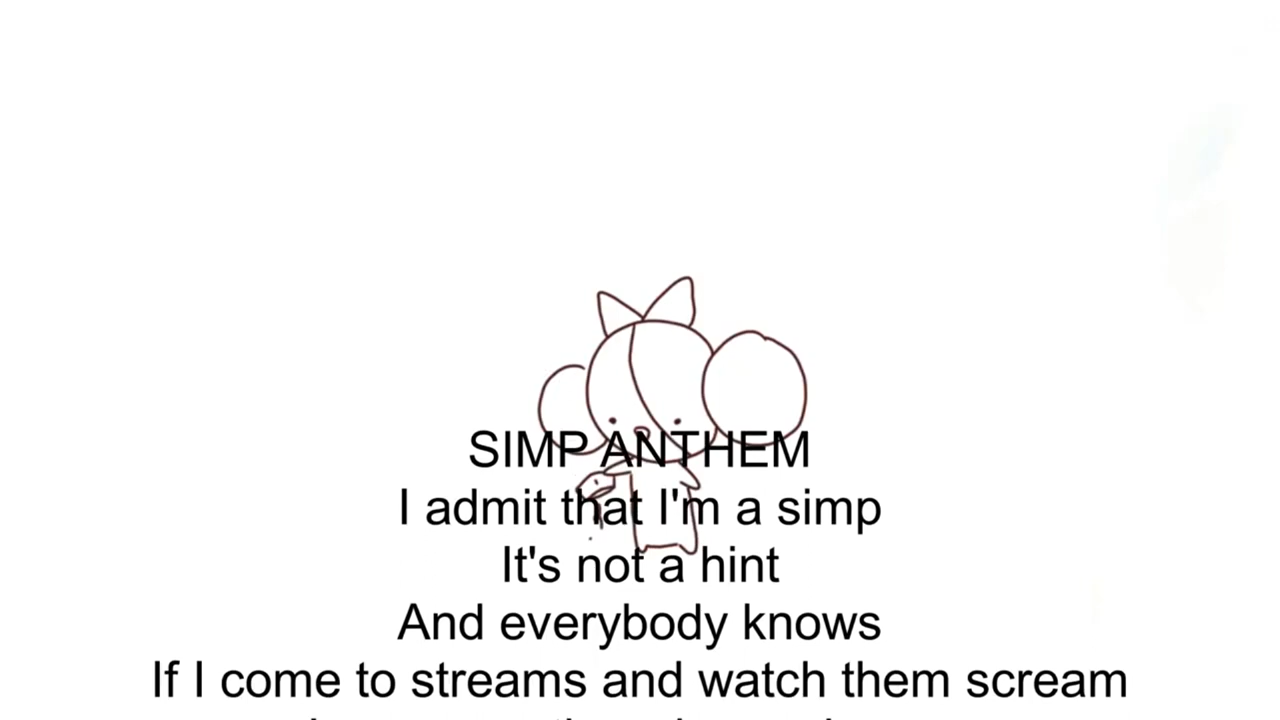 SIMP ANTHEM
I admit that I'm a simp
It's not a hint
And everybody knows
If I come to streams and watch them scream